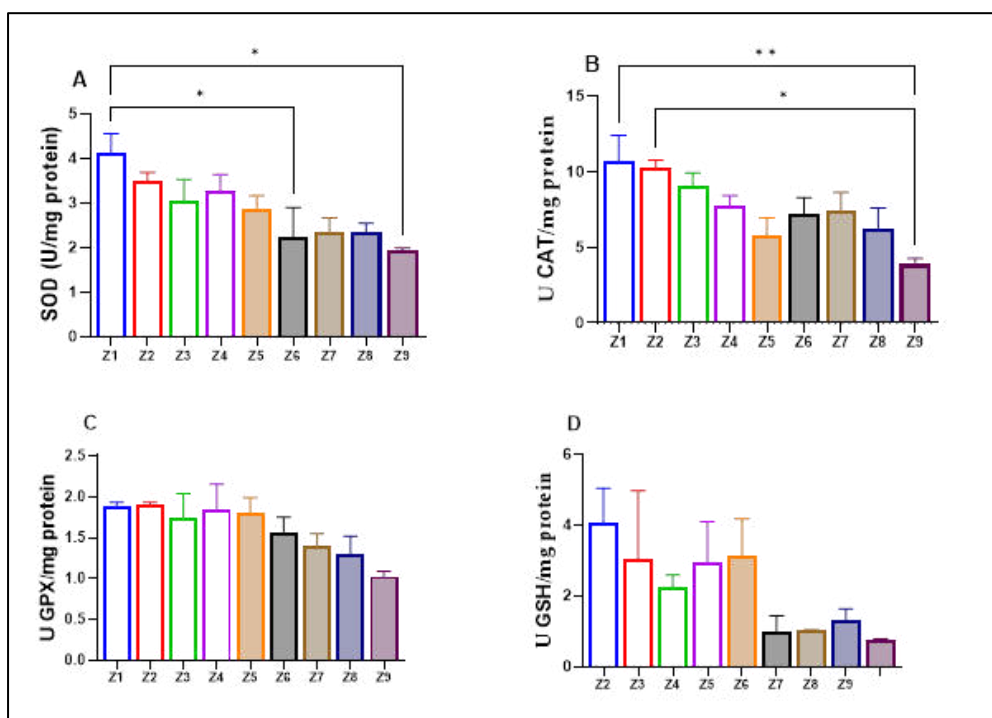 A
*
*
SOD (U/mg protein)
5
4
3
2
1
0
Z1 Z2 Z3 Z4 Z5 Z6 Z7 Z8 Z9
B
* *
*
U CAT/mg protein
15
10
5
0
Z1 Z2 Z3 Z4 Z5 Z6 Z7 Z8 Z9
C
U GPX/mg protein
2.5
2.0
1.5
1.0
0.5
0.0
Z1 Z2 Z3 Z4 Z5 Z6 Z7 Z8 Z9
D
U GSH/mg protein
6
4
2
0
Z2 Z3 Z4 Z5 Z6 Z7 Z8 Z9